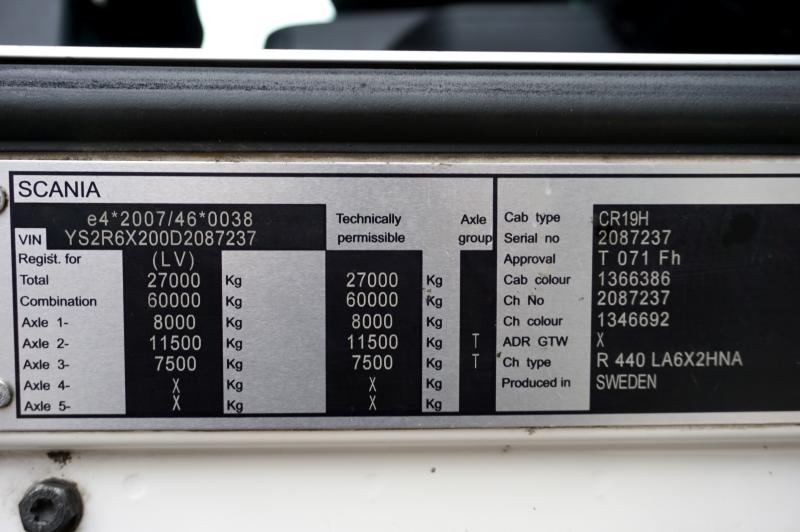 SCANIA
e4*2007/46*0038
VIN YS2R6X200D2087237 Technically permissible Axle group
Regist. for (LV)
Total 27000 Kg 27000 Kg
Combination 60000 Kg 60000 Kg
Axle 1- 8000 Kg 8000 Kg
Axle 2- 11500 Kg 11500 Kg T
Axle 3- 7500 Kg 7500 Kg T
Axle 4- X Kg X Kg
Axle 5- X Kg X Kg
Cab type CR19H
Serial no 2087237
Approval T 071 Fh
Cab colour 1366386
Ch No 2087237
Ch colour 1346692
ADR GTW X
Ch type R 440 LA6X2HNA
Produced in SWEDEN